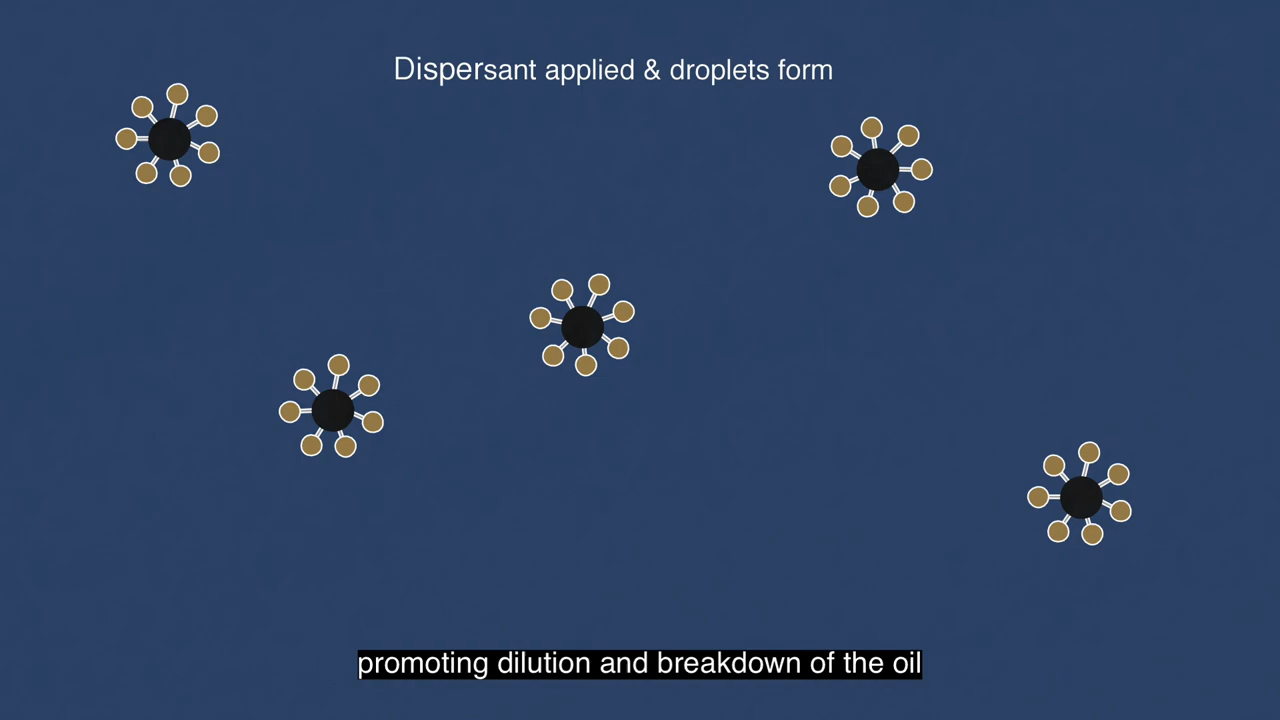 Dispersant applied & droplets form
promoting dilution and breakdown of the oil